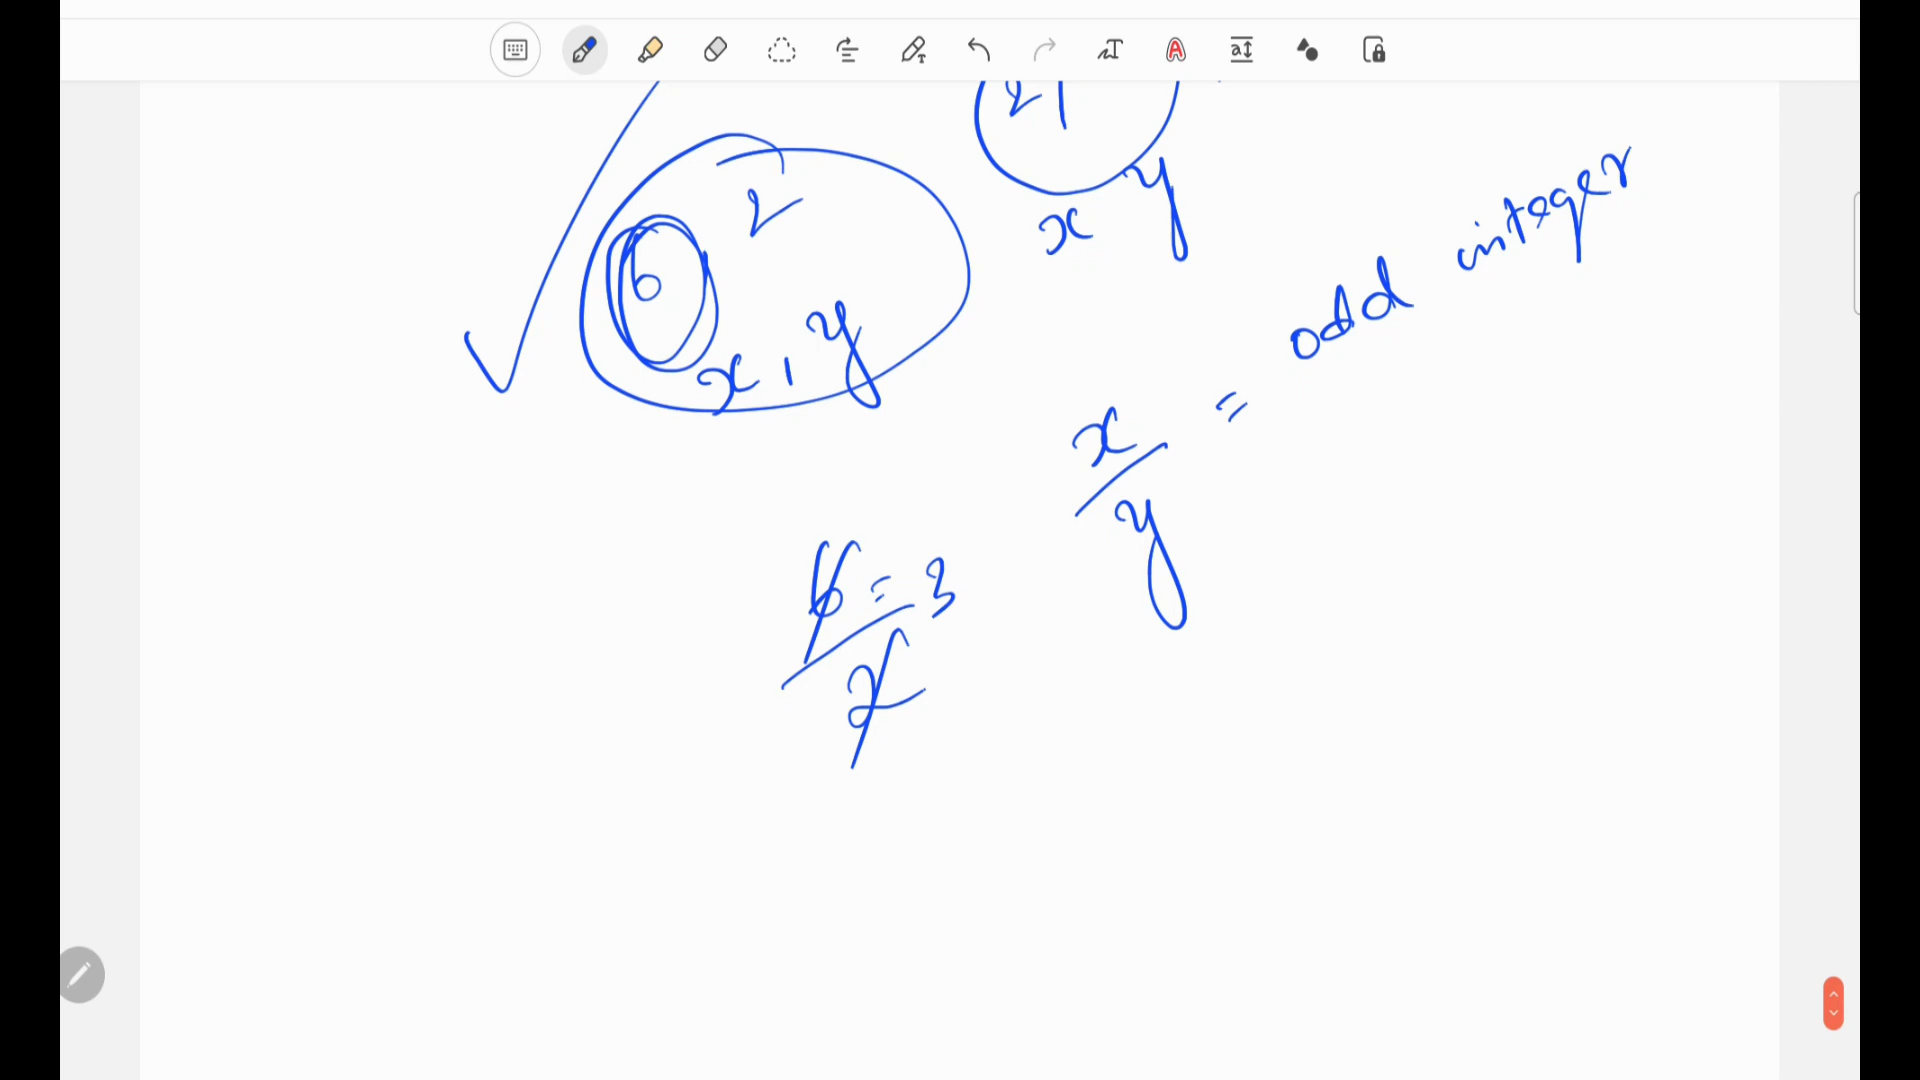 21
x y
6 2
x, y
x/y = odd integer
6/2 = 3